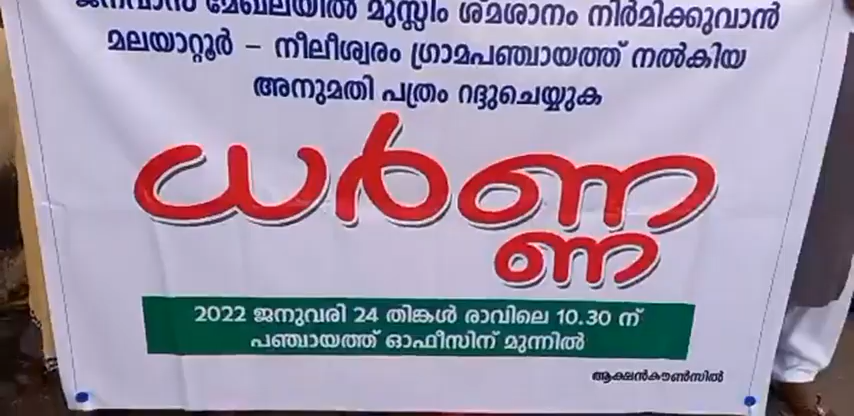 ജനവാസ മേഖലയിൽ മുസ്ലിം ശ്മശാനം നിർമിക്കുവാൻ
മലയാറ്റൂർ – നീലീശ്വരം ഗ്രാമപഞ്ചായത്ത് നൽകിയ
അനുമതി പത്രം റദ്ദുചെയ്യുക
ധർണ്ണ
2022 ജനുവരി 24 തിങ്കൾ രാവിലെ 10.30 ന്
പഞ്ചായത്ത് ഓഫീസിന് മുന്നിൽ
ആക്ഷൻകൗൺസിൽ